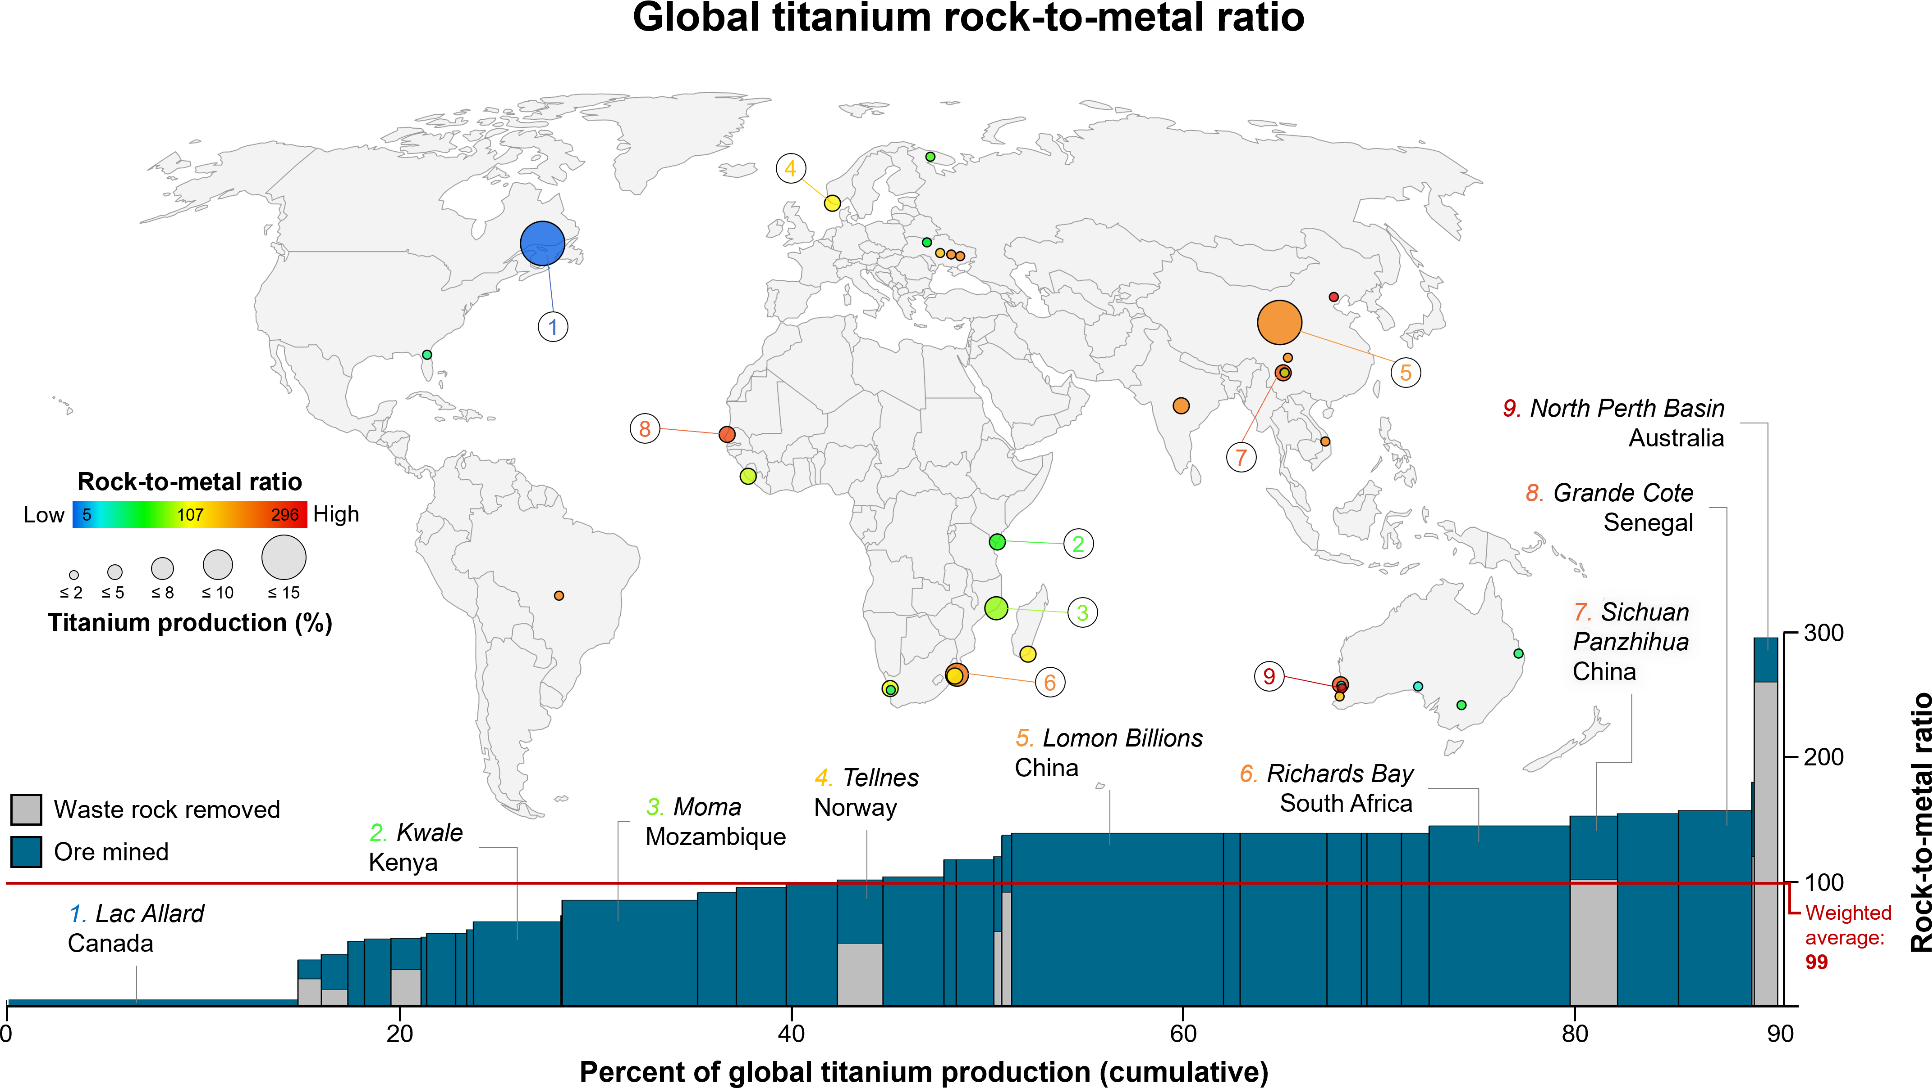 Global titanium rock-to-metal ratio
4
1
5
8
7
9. North Perth Basin
Australia
8. Grande Cote
Senegal
Rock-to-metal ratio
Low 5 107 296 High
≤ 2 ≤ 5 ≤ 8 ≤ 10 ≤ 15
Titanium production (%)
2
3
6
9
7. Sichuan
Panzhihua
China
300
200
100
Rock-to-metal ratio
5. Lomon Billions
China
6. Richards Bay
South Africa
4. Tellnes
Norway
3. Moma
Mozambique
2. Kwale
Kenya
Waste rock removed
Ore mined
1. Lac Allard
Canada
Weighted
average:
99
0 20 40 60 80 90
Percent of global titanium production (cumulative)